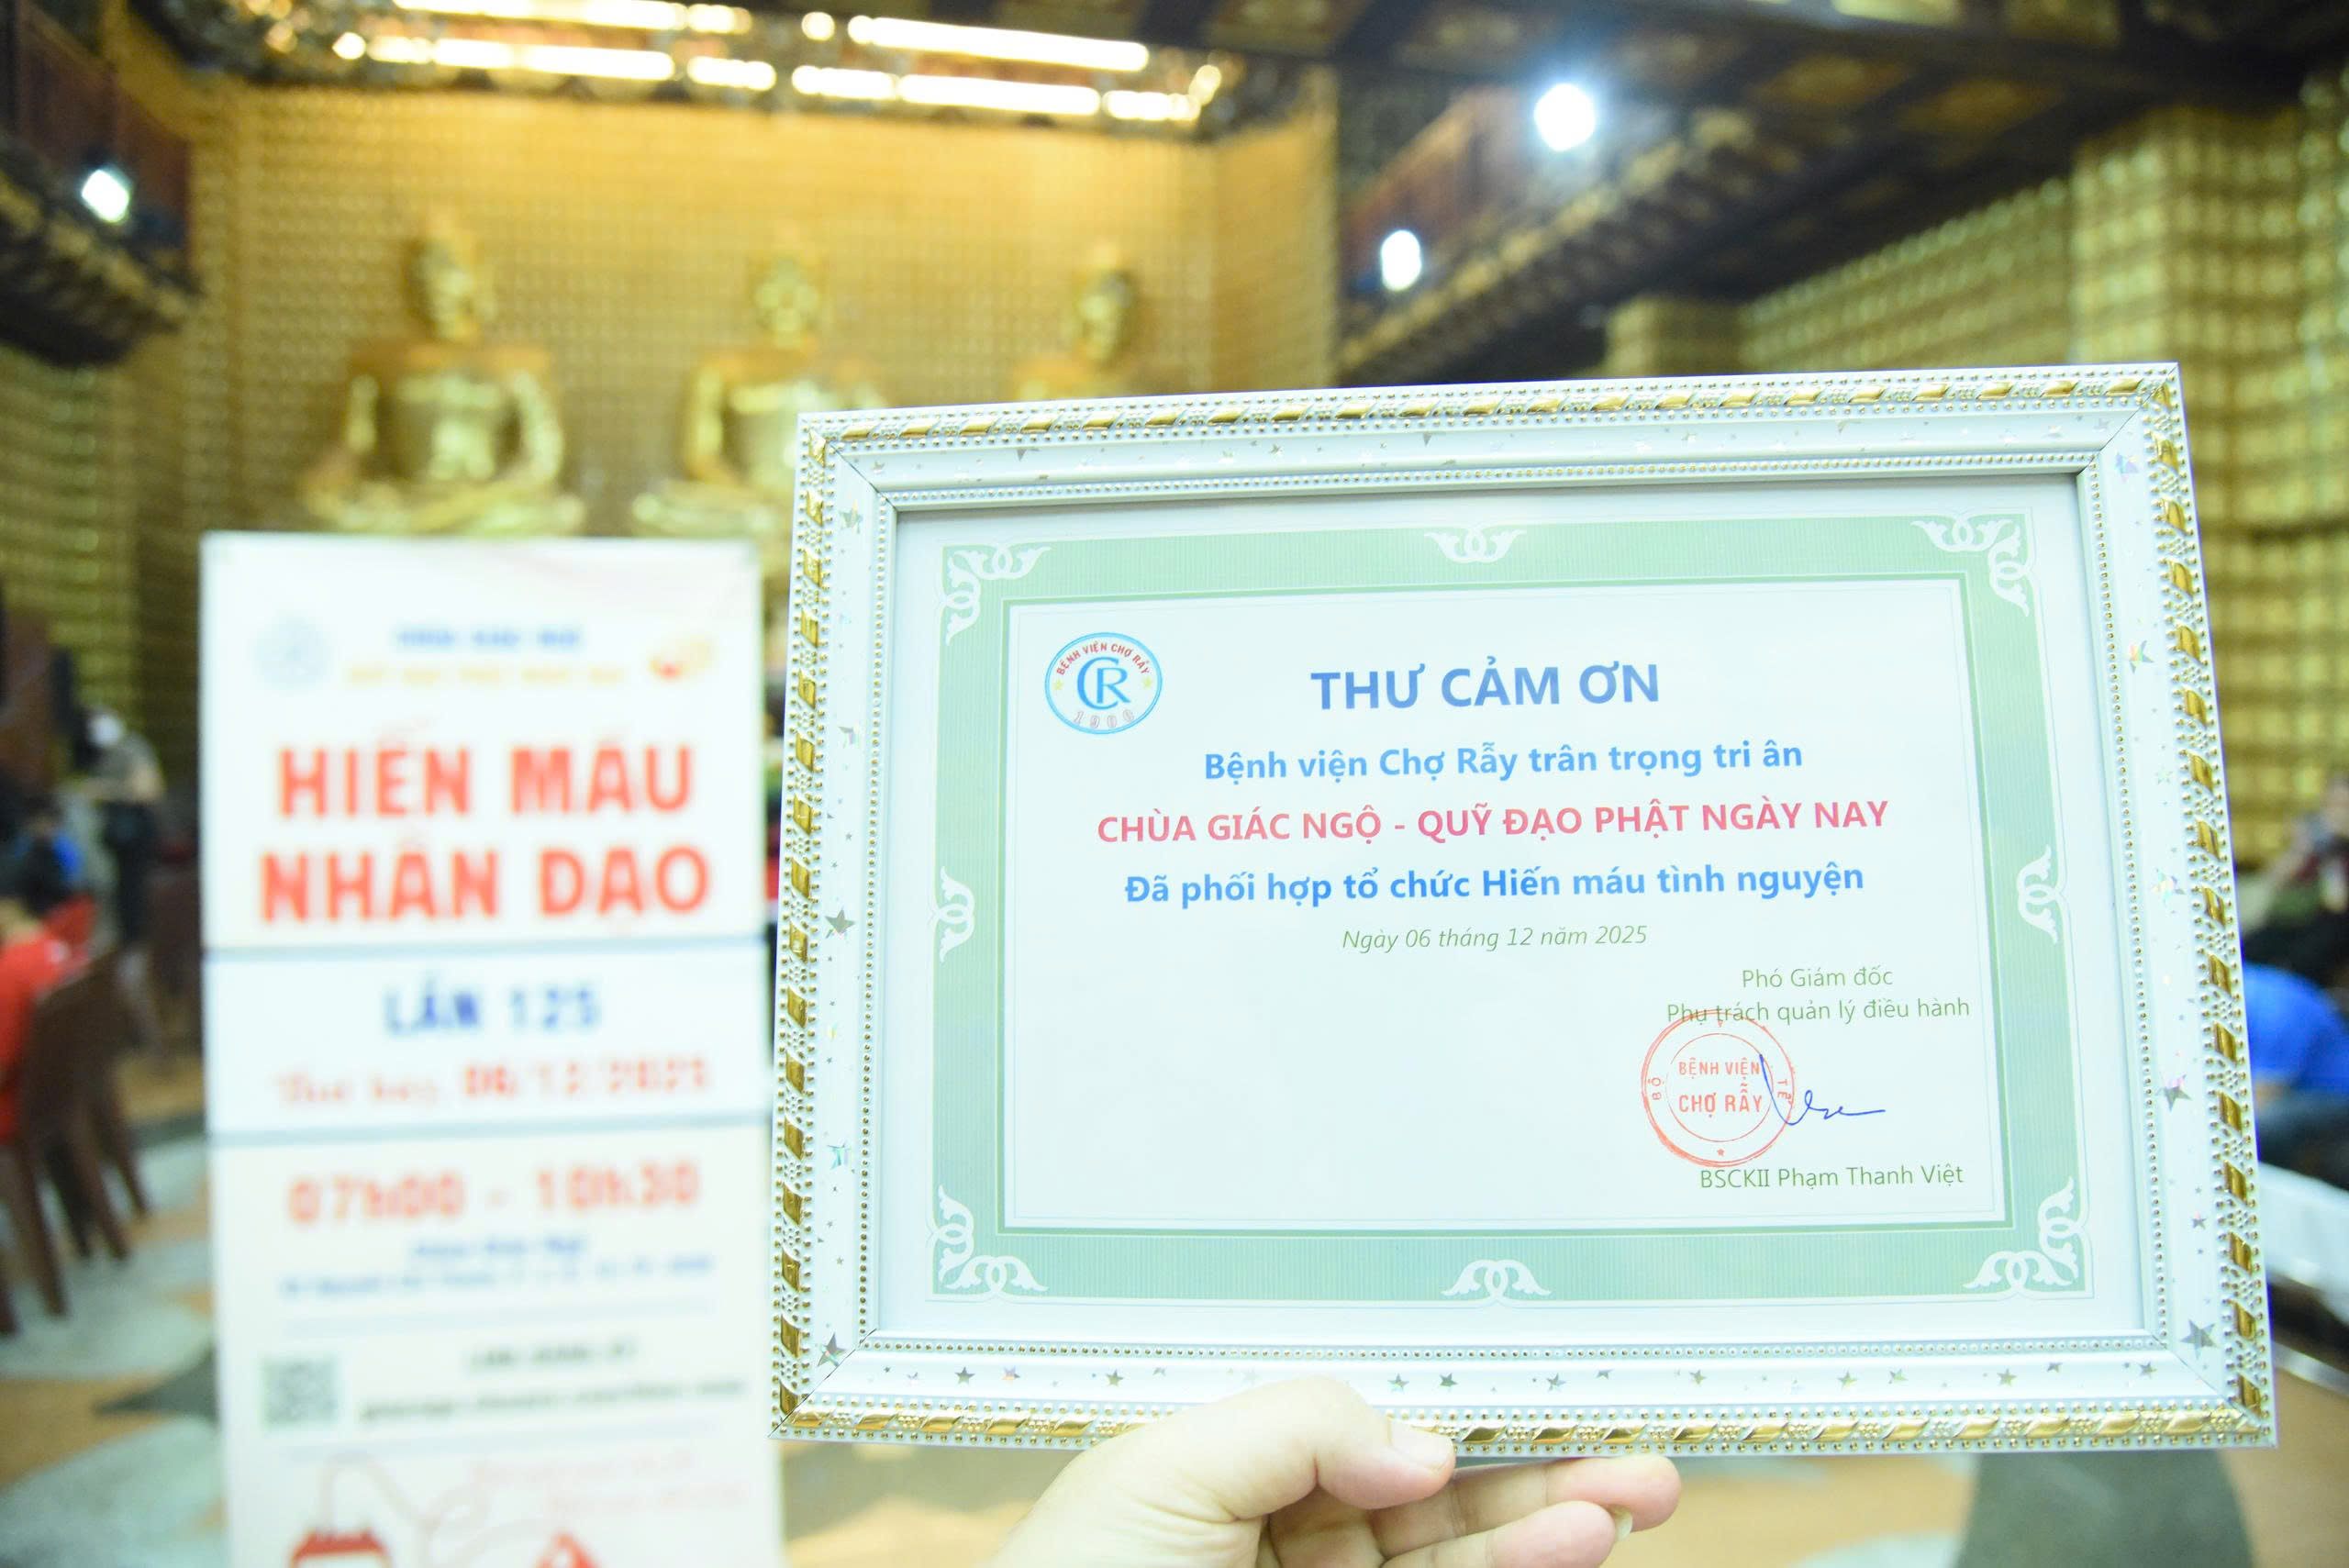 HIẾN MÁU
NHÂN ĐẠO
LẦN 125
06/12/2025
07h00 - 10h30
BỆNH VIỆN CHỢ RẪY
CR
1900
THƯ CẢM ƠN
Bệnh viện Chợ Rẫy trân trọng tri ân
CHÙA GIÁC NGỘ - QUỸ ĐẠO PHẬT NGÀY NAY
Đã phối hợp tổ chức Hiến máu tình nguyện
Ngày 06 tháng 12 năm 2025
Phó Giám đốc
Phụ trách quản lý điều hành
BỘ Y TẾ
BỆNH VIỆN
CHỢ RẪY
BSCKII Phạm Thanh Việt